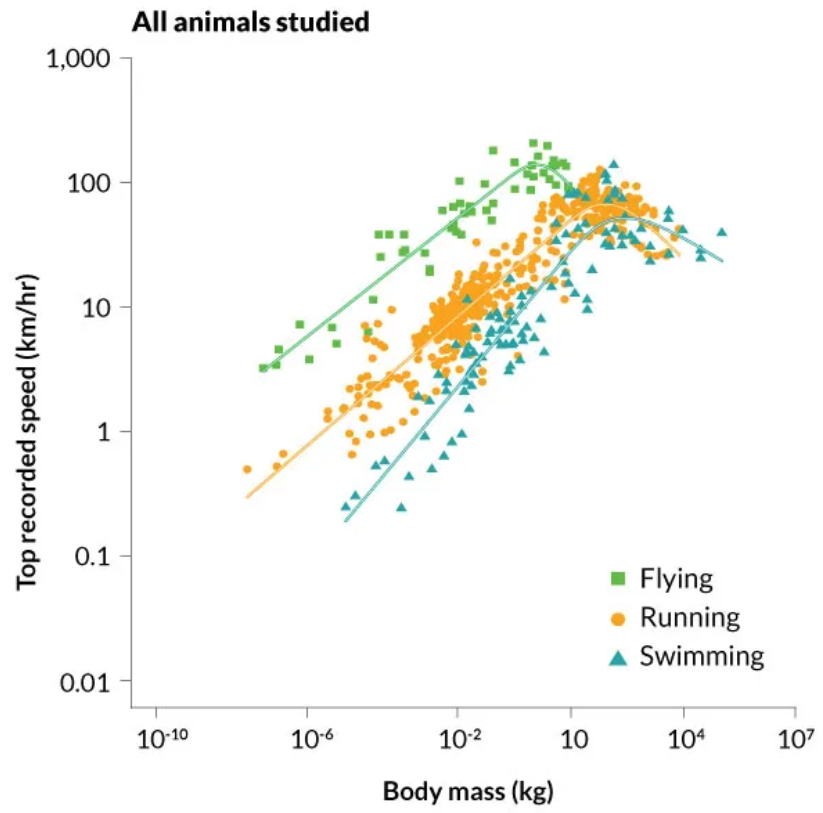 All animals studied
1,000
100
10
1
0.1
0.01
Top recorded speed (km/hr)
Flying
Running
Swimming
10-10 10-6 10-2 10 104 107
Body mass (kg)